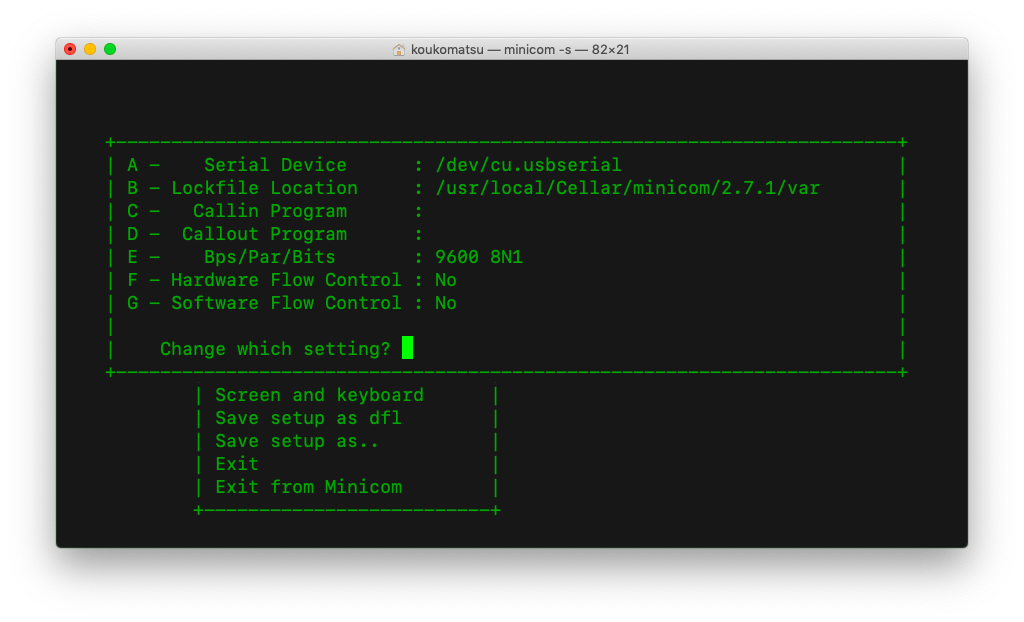 koukomatsu — minicom -s — 82×21
+-----------------------------------------------------------------------+
| A -    Serial Device      : /dev/cu.usbserial                         |
| B - Lockfile Location     : /usr/local/Cellar/minicom/2.7.1/var       |
| C -   Callin Program      :                                           |
| D -  Callout Program      :                                           |
| E -    Bps/Par/Bits       : 9600 8N1                                  |
| F - Hardware Flow Control : No                                        |
| G - Software Flow Control : No                                        |
|                                                                       |
|    Change which setting?                                              |
+-----------------------------------------------------------------------+
| Screen and keyboard      |
| Save setup as dfl        |
| Save setup as..          |
| Exit                     |
| Exit from Minicom        |
+--------------------------+